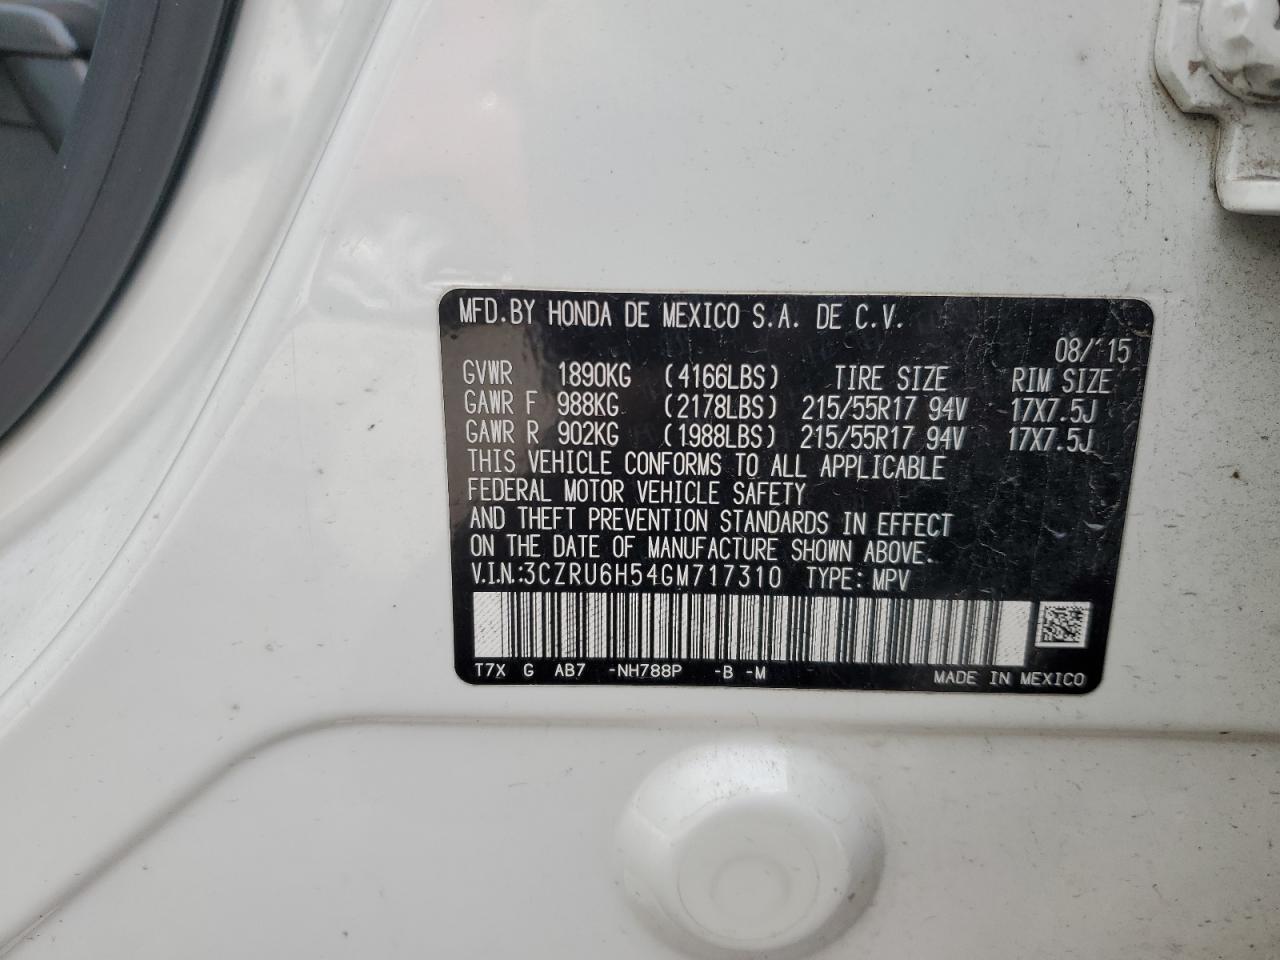 MFD.BY HONDA DE MEXICO S.A. DE C.V.
08/15
GVWR 1890KG (4166LBS) TIRE SIZE RIM SIZE
GAWR F 988KG (2178LBS) 215/55R17 94V 17X7.5J
GAWR R 902KG (1988LBS) 215/55R17 94V 17X7.5J
THIS VEHICLE CONFORMS TO ALL APPLICABLE
FEDERAL MOTOR VEHICLE SAFETY
AND THEFT PREVENTION STANDARDS IN EFFECT
ON THE DATE OF MANUFACTURE SHOWN ABOVE.
V.I.N.:3CZRU6H54GM717310 TYPE: MPV
T7X G AB7 -NH788P -B -M MADE IN MEXICO